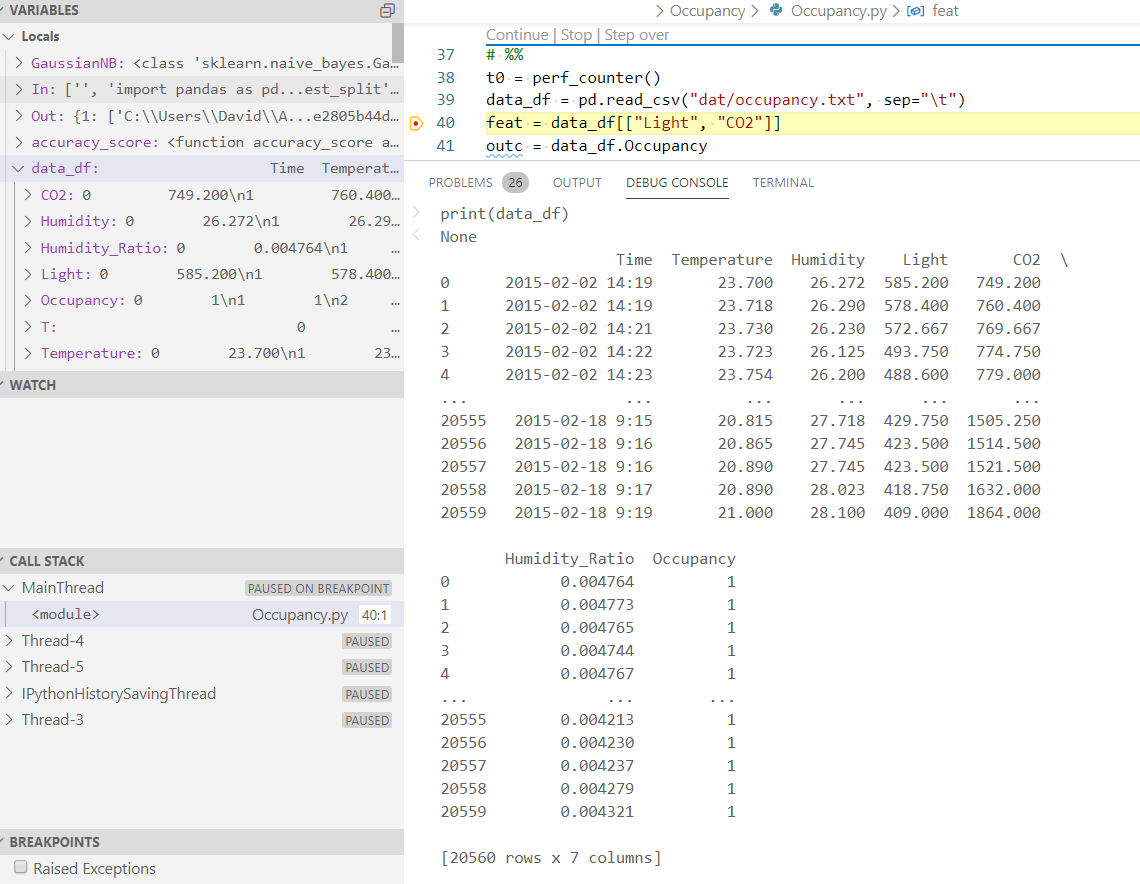 VARIABLES
Locals
GaussianNB: <class 'sklearn.naive_bayes.Ga…
In: ['', 'import pandas as pd...est_split'…
Out: {1: ['C:\\Users\\David\\A...e2805b44d…
accuracy_score: <function accuracy_score a…
data_df: Time Temperat…
CO2: 0 749.200\n1 760.400…
Humidity: 0 26.272\n1 26.29…
Humidity_Ratio: 0 0.004764\n1 …
Light: 0 585.200\n1 578.400…
Occupancy: 0 1\n1 1\n2 …
T: 0 …
Temperature: 0 23.700\n1 23…
WATCH
CALL STACK
MainThread PAUSED ON BREAKPOINT
<module> Occupancy.py 40:1
Thread-4 PAUSED
Thread-5 PAUSED
IPythonHistorySavingThread PAUSED
Thread-3 PAUSED
BREAKPOINTS
Raised Exceptions
> Occupancy > Occupancy.py > feat
Continue | Stop | Step over
37 # %%
38 t0 = perf_counter()
39 data_df = pd.read_csv("dat/occupancy.txt", sep="\t")
40 feat = data_df[["Light", "CO2"]]
41 outc = data_df.Occupancy
PROBLEMS 26 OUTPUT DEBUG CONSOLE TERMINAL
print(data_df)
None
Time Temperature Humidity Light CO2 \
0 2015-02-02 14:19 23.700 26.272 585.200 749.200
1 2015-02-02 14:19 23.718 26.290 578.400 760.400
2 2015-02-02 14:21 23.730 26.230 572.667 769.667
3 2015-02-02 14:22 23.723 26.125 493.750 774.750
4 2015-02-02 14:23 23.754 26.200 488.600 779.000
... ... ... ... ... ...
20555 2015-02-18 9:15 20.815 27.718 429.750 1505.250
20556 2015-02-18 9:16 20.865 27.745 423.500 1514.500
20557 2015-02-18 9:16 20.890 27.745 423.500 1521.500
20558 2015-02-18 9:17 20.890 28.023 418.750 1632.000
20559 2015-02-18 9:19 21.000 28.100 409.000 1864.000
Humidity_Ratio Occupancy
0 0.004764 1
1 0.004773 1
2 0.004765 1
3 0.004744 1
4 0.004767 1
... ... ...
20555 0.004213 1
20556 0.004230 1
20557 0.004237 1
20558 0.004279 1
20559 0.004321 1
[20560 rows x 7 columns]